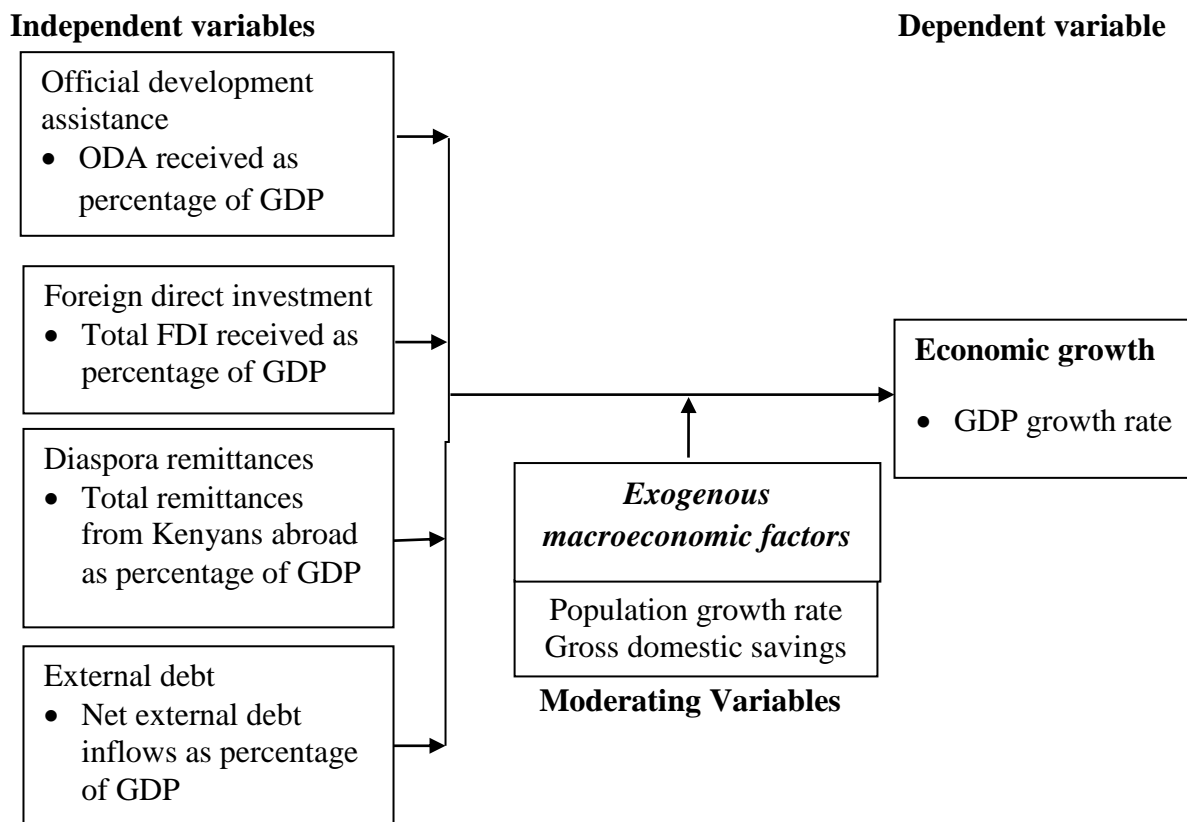 Independent variables
Dependent variable
Official development
assistance
• ODA received as
percentage of GDP
Foreign direct investment
• Total FDI received as
percentage of GDP
Diaspora remittances
• Total remittances
from Kenyans abroad
as percentage of GDP
External debt
• Net external debt
inflows as percentage
of GDP
Exogenous
macroeconomic factors
Population growth rate
Gross domestic savings
Moderating Variables
Economic growth
• GDP growth rate